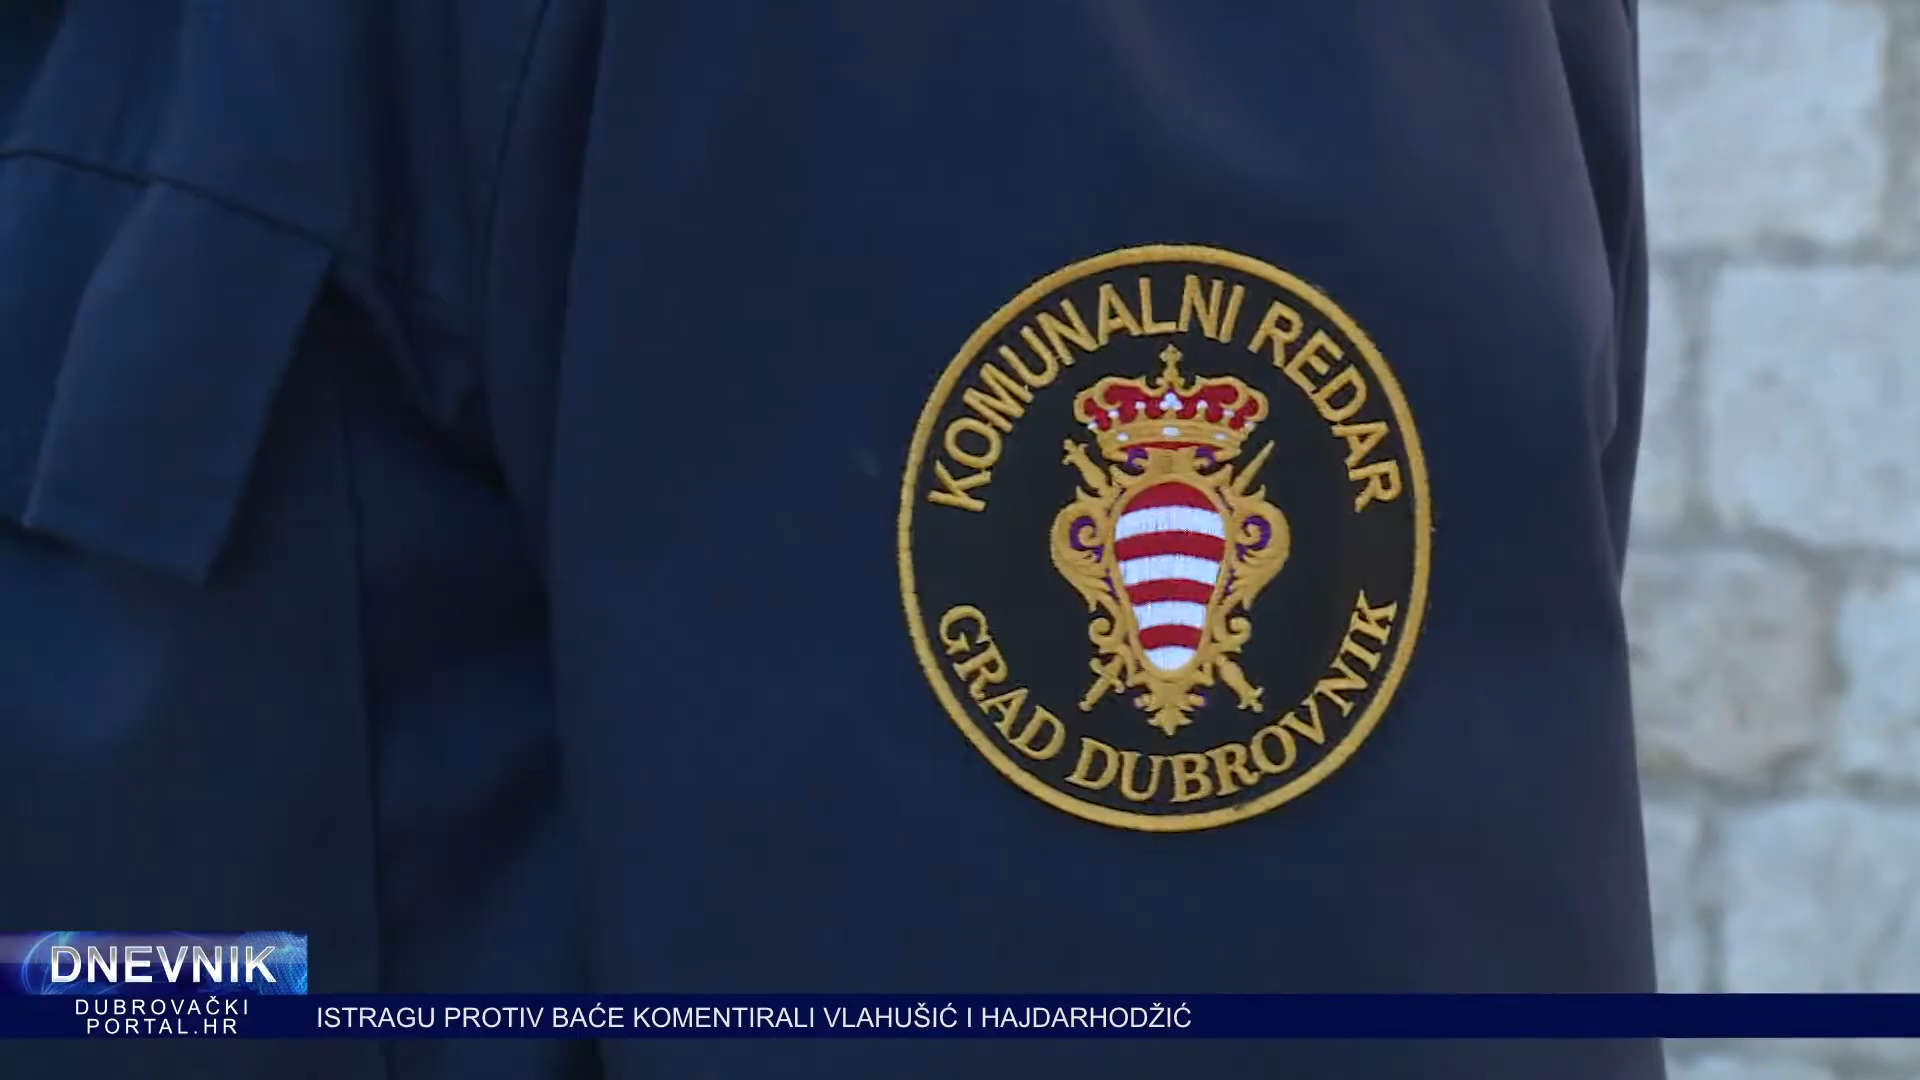 KOMUNALNI REDAR
GRAD DUBROVNIK
DNEVNIK
DUBROVAČKI
PORTAL.HR
ISTRAGU PROTIV BAĆE KOMENTIRALI VLAHUŠIĆ I HAJDARHODŽIĆ